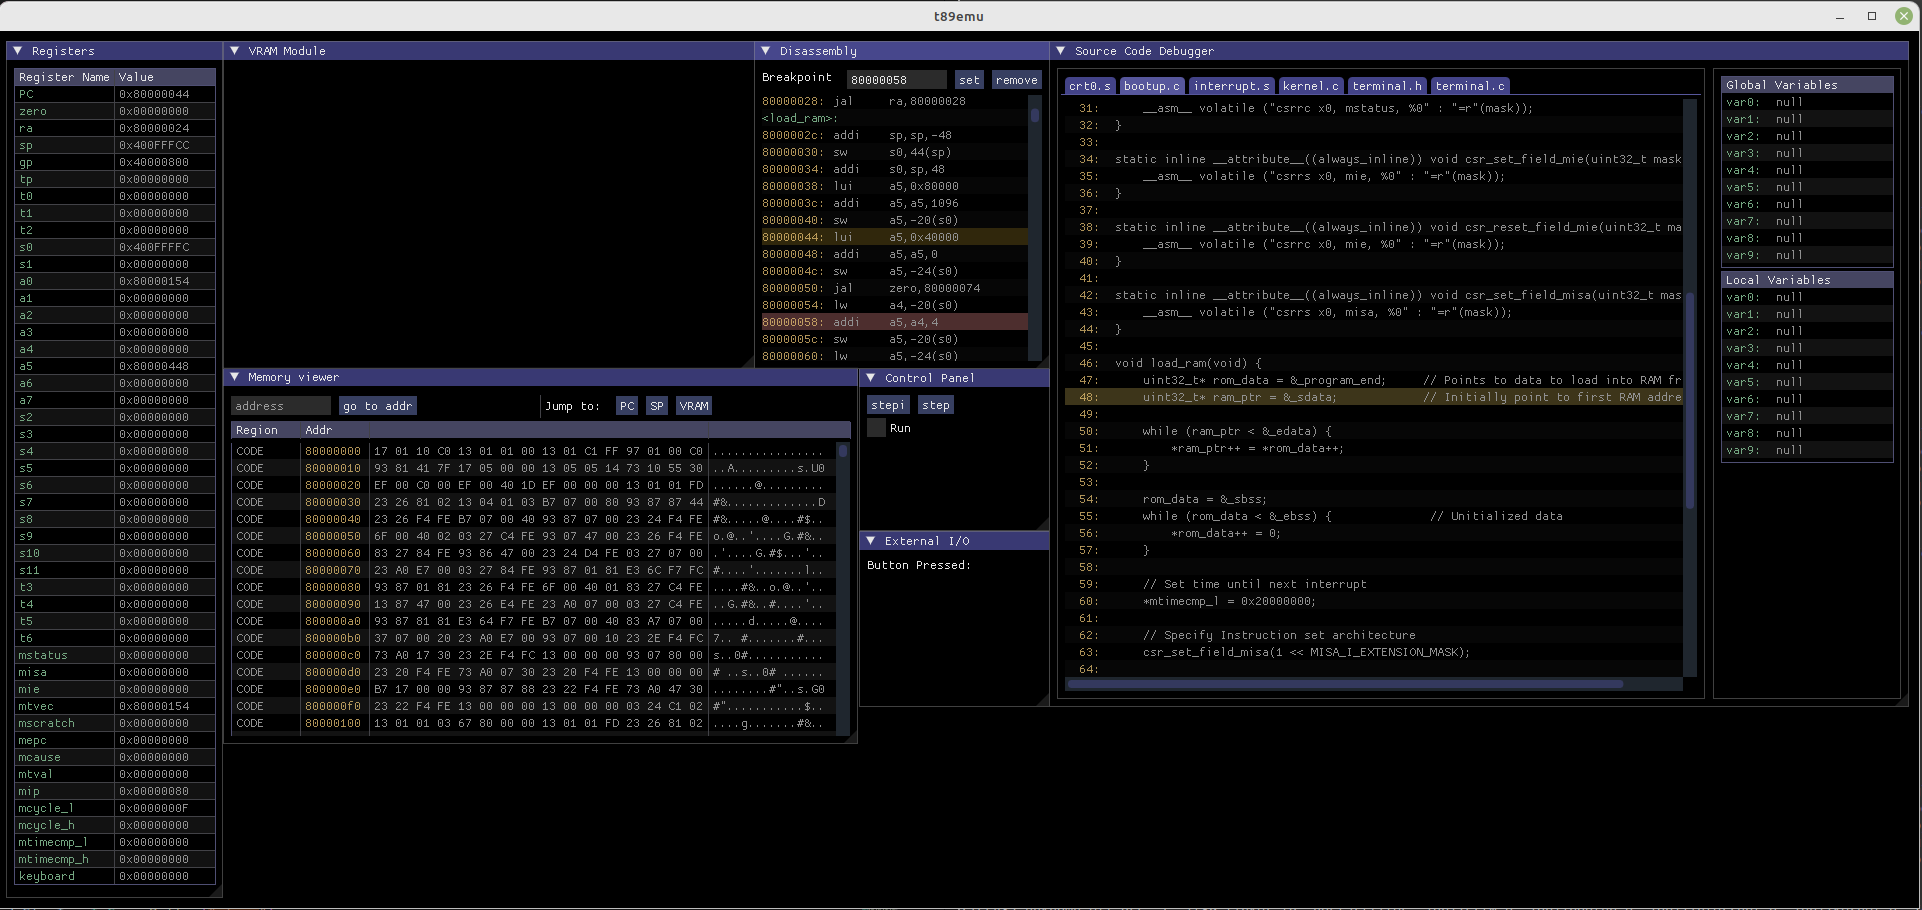 t89emu
Registers
Register Name Value
PC 0x80000044
zero 0x00000000
ra 0x80000024
sp 0x400FFFCC
gp 0x40000800
tp 0x00000000
t0 0x00000000
t1 0x00000000
t2 0x00000000
s0 0x400FFFFC
s1 0x00000000
a0 0x80000154
a1 0x00000000
a2 0x00000000
a3 0x00000000
a4 0x00000000
a5 0x80000448
a6 0x00000000
a7 0x00000000
s2 0x00000000
s3 0x00000000
s4 0x00000000
s5 0x00000000
s6 0x00000000
s7 0x00000000
s8 0x00000000
s9 0x00000000
s10 0x00000000
s11 0x00000000
t3 0x00000000
t4 0x00000000
t5 0x00000000
t6 0x00000000
mstatus 0x00000000
misa 0x00000000
mie 0x00000000
mtvec 0x80000154
mscratch 0x00000000
mepc 0x00000000
mcause 0x00000000
mtval 0x00000000
mip 0x00000080
mcycle_l 0x0000000F
mcycle_h 0x00000000
mtimecmp_l 0x00000000
mtimecmp_h 0x00000000
keyboard 0x00000000
VRAM Module
Disassembly
Breakpoint 80000058 set remove
80000028: jal ra,80000028
<load_ram>:
8000002c: addi sp,sp,-48
80000030: sw s0,44(sp)
80000034: addi s0,sp,48
80000038: lui a5,0x80000
8000003c: addi a5,a5,1096
80000040: sw a5,-20(s0)
80000044: lui a5,0x40000
80000048: addi a5,a5,0
8000004c: sw a5,-24(s0)
80000050: jal zero,80000074
80000054: lw a4,-20(s0)
80000058: addi a5,a4,4
8000005c: sw a5,-20(s0)
80000060: lw a5,-24(s0)
Memory viewer
address go to addr Jump to: PC SP VRAM
Region Addr
CODE 80000000 17 01 10 C0 13 01 01 00 13 01 C1 FF 97 01 00 C0 ................
CODE 80000010 93 81 41 7F 17 05 00 00 13 05 05 14 73 10 55 30 ..A.........s.U0
CODE 80000020 EF 00 C0 00 EF 00 40 1D EF 00 00 00 13 01 01 FD ......@.........
CODE 80000030 23 26 81 02 13 04 01 03 B7 07 00 80 93 87 87 44 #&.............D
CODE 80000040 23 26 F4 FE B7 07 00 40 93 87 07 00 23 24 F4 FE #&.....@....#$..
CODE 80000050 6F 00 40 02 03 27 C4 FE 93 07 47 00 23 26 F4 FE o.@..'....G.#&..
CODE 80000060 83 27 84 FE 93 86 47 00 23 24 D4 FE 03 27 07 00 .'....G.#$...'..
CODE 80000070 23 A0 E7 00 03 27 84 FE 93 87 01 81 E3 6C F7 FC #....'.......l..
CODE 80000080 93 87 01 81 23 26 F4 FE 6F 00 40 01 83 27 C4 FE ....#&..o.@..'..
CODE 80000090 13 87 47 00 23 26 E4 FE 23 A0 07 00 03 27 C4 FE ..G.#&..#....'..
CODE 800000a0 93 87 81 81 E3 64 F7 FE B7 07 00 40 83 A7 07 00 .....d.....@....
CODE 800000b0 37 07 00 20 23 A0 E7 00 93 07 00 10 23 2E F4 FC 7.. #.......#...
CODE 800000c0 73 A0 17 30 23 2E F4 FC 13 00 00 00 93 07 80 00 s..0#...........
CODE 800000d0 23 20 F4 FE 73 A0 07 30 23 20 F4 FE 13 00 00 00 # ..s..0# ......
CODE 800000e0 B7 17 00 00 93 87 87 88 23 22 F4 FE 73 A0 47 30 ........#"..s.G0
CODE 800000f0 23 22 F4 FE 13 00 00 00 13 00 00 00 03 24 C1 02 #"...........$..
CODE 80000100 13 01 01 03 67 80 00 00 13 01 01 FD 23 26 81 02 ....g.......#&..
Control Panel
stepi step
Run
External I/O
Button Pressed:
Source Code Debugger
crt0.s bootup.c interrupt.s kernel.c terminal.h terminal.c
31: __asm__ volatile ("csrrc x0, mstatus, %0" : "=r"(mask));
32: }
33:
34: static inline __attribute__((always_inline)) void csr_set_field_mie(uint32_t mask
35: __asm__ volatile ("csrrs x0, mie, %0" : "=r"(mask));
36: }
37:
38: static inline __attribute__((always_inline)) void csr_reset_field_mie(uint32_t ma
39: __asm__ volatile ("csrrc x0, mie, %0" : "=r"(mask));
40: }
41:
42: static inline __attribute__((always_inline)) void csr_set_field_misa(uint32_t mas
43: __asm__ volatile ("csrrs x0, misa, %0" : "=r"(mask));
44: }
45:
46: void load_ram(void) {
47: uint32_t* rom_data = &_program_end; // Points to data to load into RAM fr
48: uint32_t* ram_ptr = &_sdata; // Initially point to first RAM addre
49:
50: while (ram_ptr < &_edata) {
51: *ram_ptr++ = *rom_data++;
52: }
53:
54: rom_data = &_sbss;
55: while (rom_data < &_ebss) { // Unitialized data
56: *rom_data++ = 0;
57: }
58:
59: // Set time until next interrupt
60: *mtimecmp_l = 0x20000000;
61:
62: // Specify Instruction set architecture
63: csr_set_field_misa(1 << MISA_I_EXTENSION_MASK);
64:
Global Variables
var0: null
var1: null
var2: null
var3: null
var4: null
var5: null
var6: null
var7: null
var8: null
var9: null
Local Variables
var0: null
var1: null
var2: null
var3: null
var4: null
var5: null
var6: null
var7: null
var8: null
var9: null